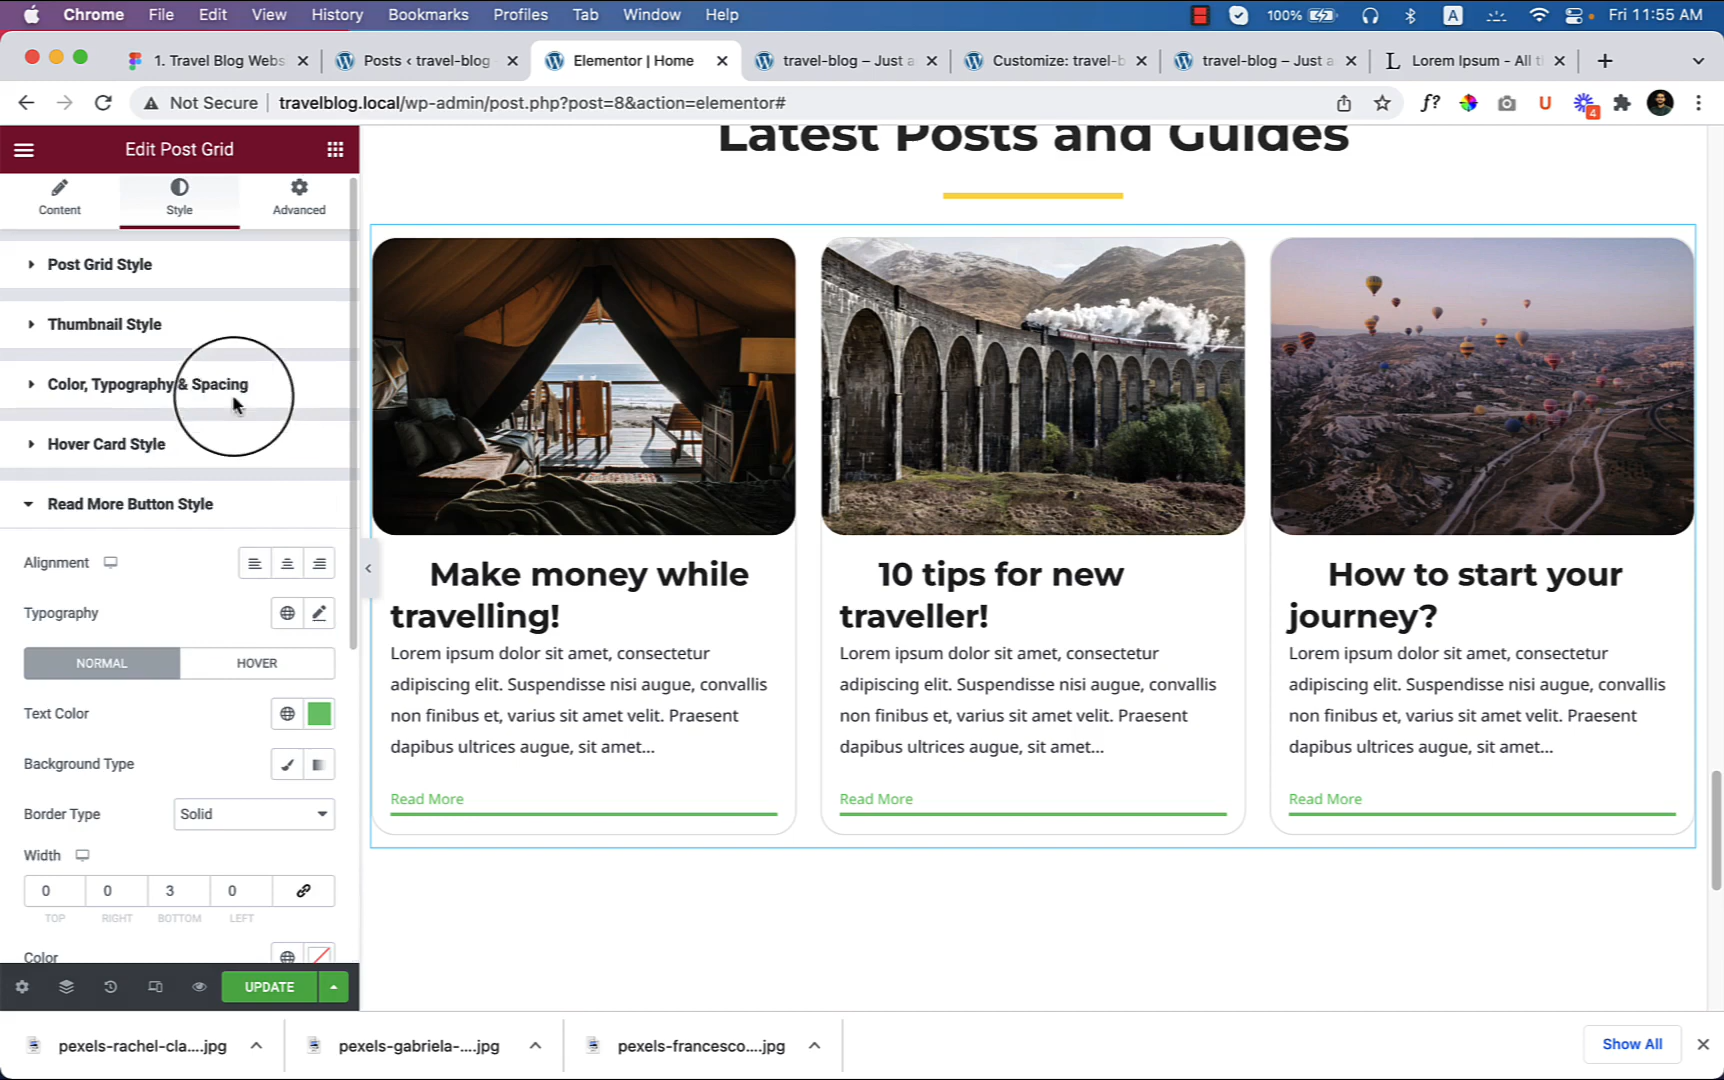 Chrome File Edit View History Bookmarks Profiles Tab Window Help 100% A Fri 11:55 AM
1. Travel Blog Webs Posts ‹ travel-blog Elementor | Home travel-blog – Just a Customize: travel-b travel-blog – Just a L Lorem Ipsum - All t
Not Secure travelblog.local/wp-admin/post.php?post=8&action=elementor# f? U 4
Edit Post Grid
Content Style Advanced
Post Grid Style
Thumbnail Style
Color, Typography & Spacing
Hover Card Style
Read More Button Style
Alignment
Typography
NORMAL HOVER
Text Color
Background Type
Border Type Solid
Width
0 0 3 0
TOP RIGHT BOTTOM LEFT
Color
UPDATE
Latest Posts and Guides
Make money while
travelling!
Lorem ipsum dolor sit amet, consectetur
adipiscing elit. Suspendisse nisi augue, convallis
non finibus et, varius sit amet velit. Praesent
dapibus ultrices augue, sit amet...
Read More
10 tips for new
traveller!
Lorem ipsum dolor sit amet, consectetur
adipiscing elit. Suspendisse nisi augue, convallis
non finibus et, varius sit amet velit. Praesent
dapibus ultrices augue, sit amet...
Read More
How to start your
journey?
Lorem ipsum dolor sit amet, consectetur
adipiscing elit. Suspendisse nisi augue, convallis
non finibus et, varius sit amet velit. Praesent
dapibus ultrices augue, sit amet...
Read More
pexels-rachel-cla....jpg pexels-gabriela-....jpg pexels-francesco....jpg Show All